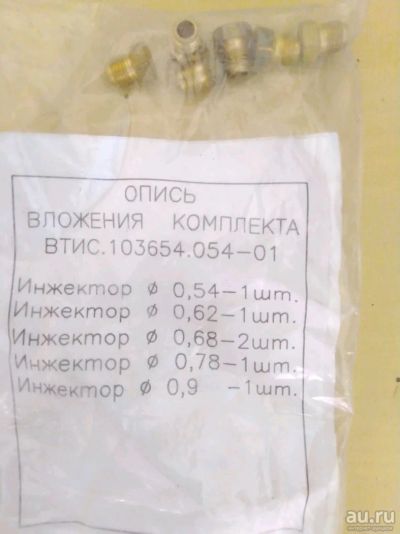 ОПИСЬ
ВЛОЖЕНИЯ КОМПЛЕКТА
ВТИС.103654.054-01
Инжектор ø 0,54-1шт.
Инжектор ø 0,62-1шт.
Инжектор ø 0,68-2шт.
Инжектор ø 0,78-1шт.
Инжектор ø 0,9 -1шт.
au.ru